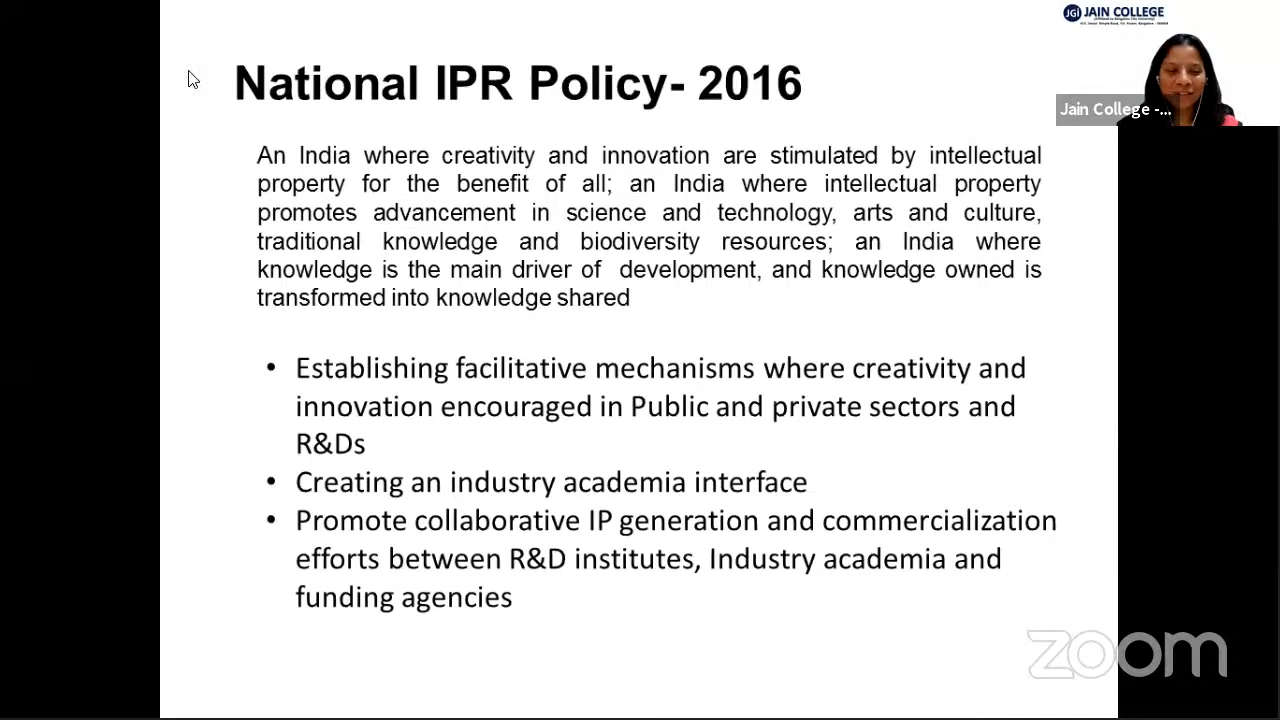 JGI JAIN COLLEGE
National IPR Policy- 2016
Jain College -...
An India where creativity and innovation are stimulated by intellectual
property for the benefit of all; an India where intellectual property
promotes advancement in science and technology, arts and culture,
traditional knowledge and biodiversity resources; an India where
knowledge is the main driver of development, and knowledge owned is
transformed into knowledge shared
• Establishing facilitative mechanisms where creativity and
innovation encouraged in Public and private sectors and
R&Ds
• Creating an industry academia interface
• Promote collaborative IP generation and commercialization
efforts between R&D institutes, Industry academia and
funding agencies
zoom